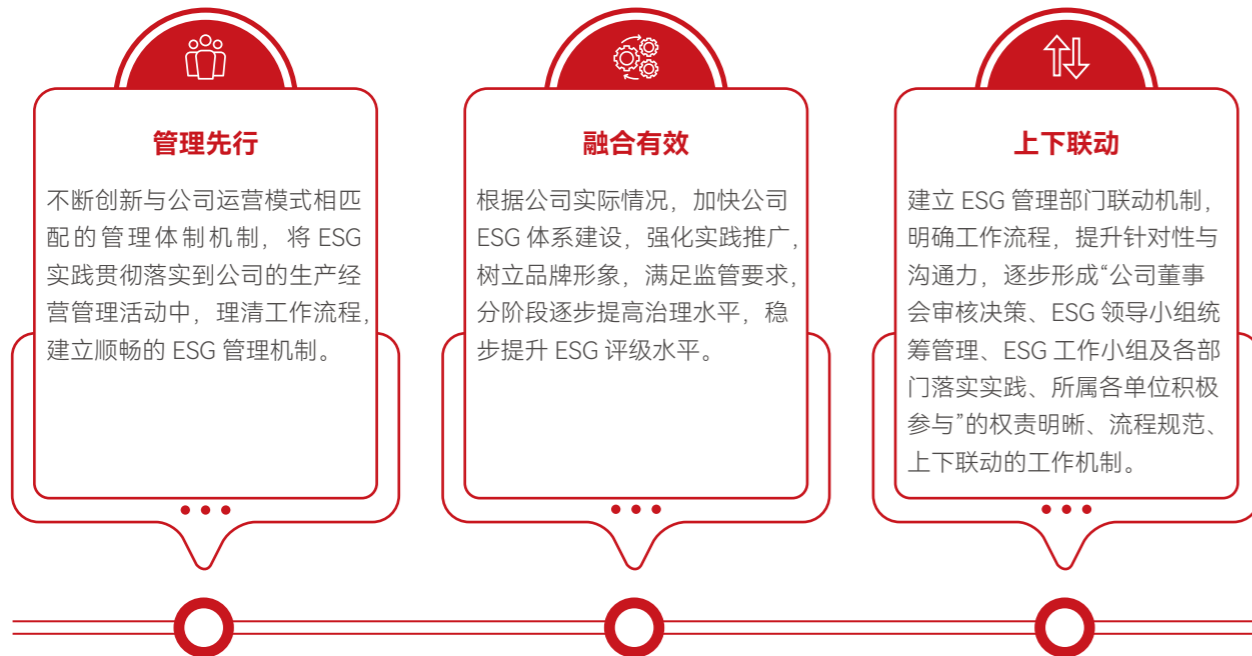 管理先行
不断创新与公司运营模式相匹
配的管理体制机制，将 ESG
实践贯彻落实到公司的生产经
营管理活动中，理清工作流程，
建立顺畅的 ESG 管理机制。
融合有效
根据公司实际情况，加快公司
ESG 体系建设，强化实践推广，
树立品牌形象，满足监管要求，
分阶段逐步提高治理水平，稳
步提升 ESG 评级水平。
上下联动
建立 ESG 管理部门联动机制，
明确工作流程，提升针对性与
沟通力，逐步形成“公司董事
会审核决策、ESG 领导小组统
筹管理、ESG 工作小组及各部
门落实实践、所属各单位积极
参与”的权责明晰、流程规范、
上下联动的工作机制。